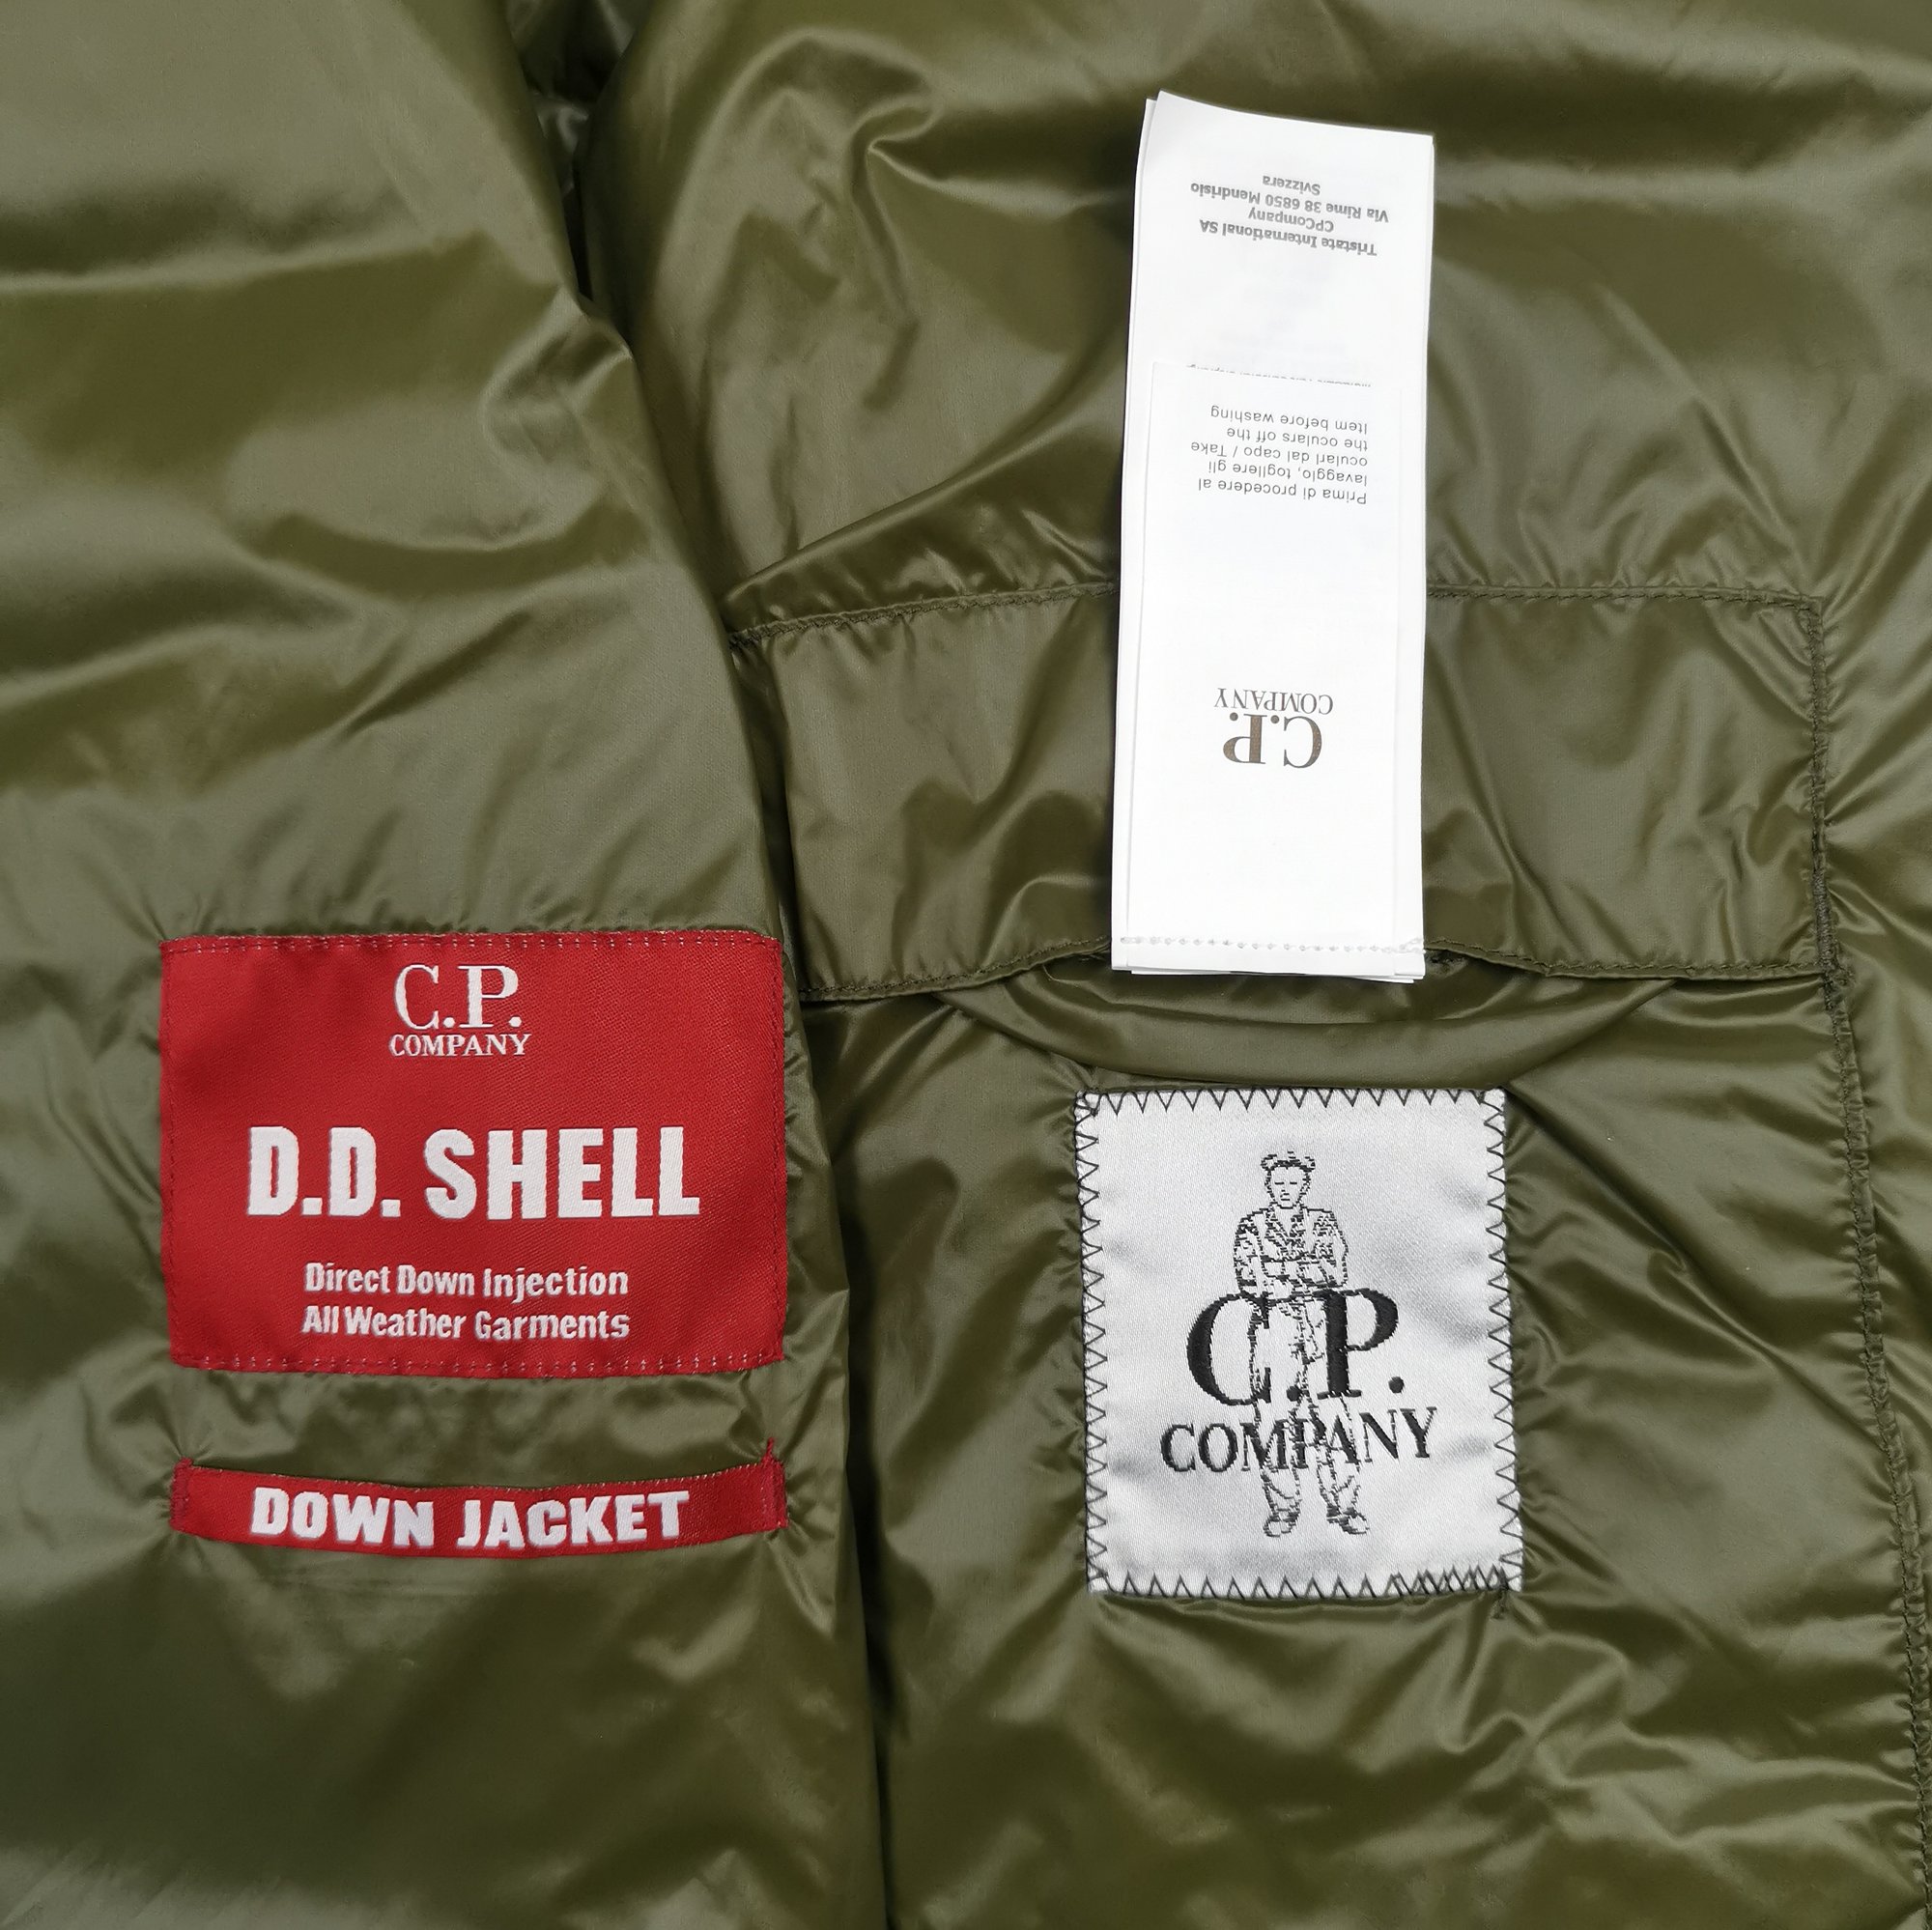 C.P.
COMPANY
D.D. SHELL
Direct Down Injection
All Weather Garments
DOWN JACKET
C.P.
COMPANY
Prima di procedere al
lavaggio, togliere gli
oculari dal capo / Take
the oculars off the
item before washing
Tristate International SA
CPCompany
Via Rime 38 6850 Mendrisio
Svizzera
C.P.
COMPANY